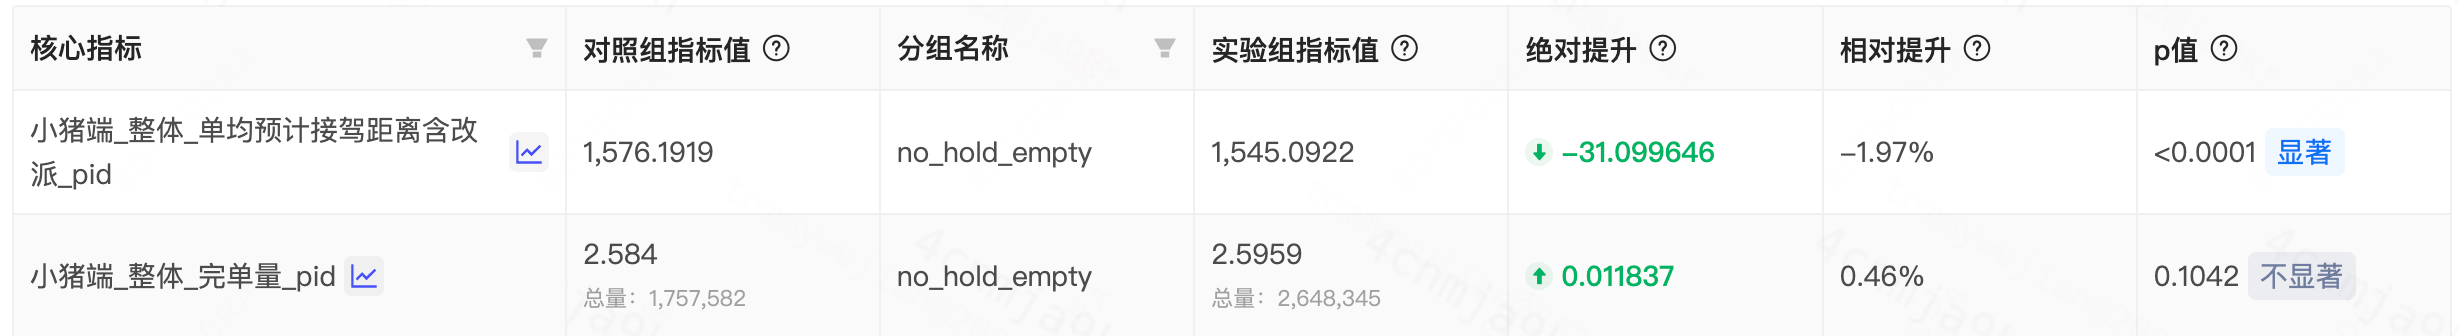 核心指标
对照组指标值
分组名称
实验组指标值
绝对提升
相对提升
p值
小猪端_整体_单均预计接驾距离含改
派_pid
1,576.1919
no_hold_empty
1,545.0922
-31.099646
-1.97%
<0.0001 显著
小猪端_整体_完单量_pid
2.584
总量：1,757,582
no_hold_empty
2.5959
总量：2,648,345
0.011837
0.46%
0.1042 不显著